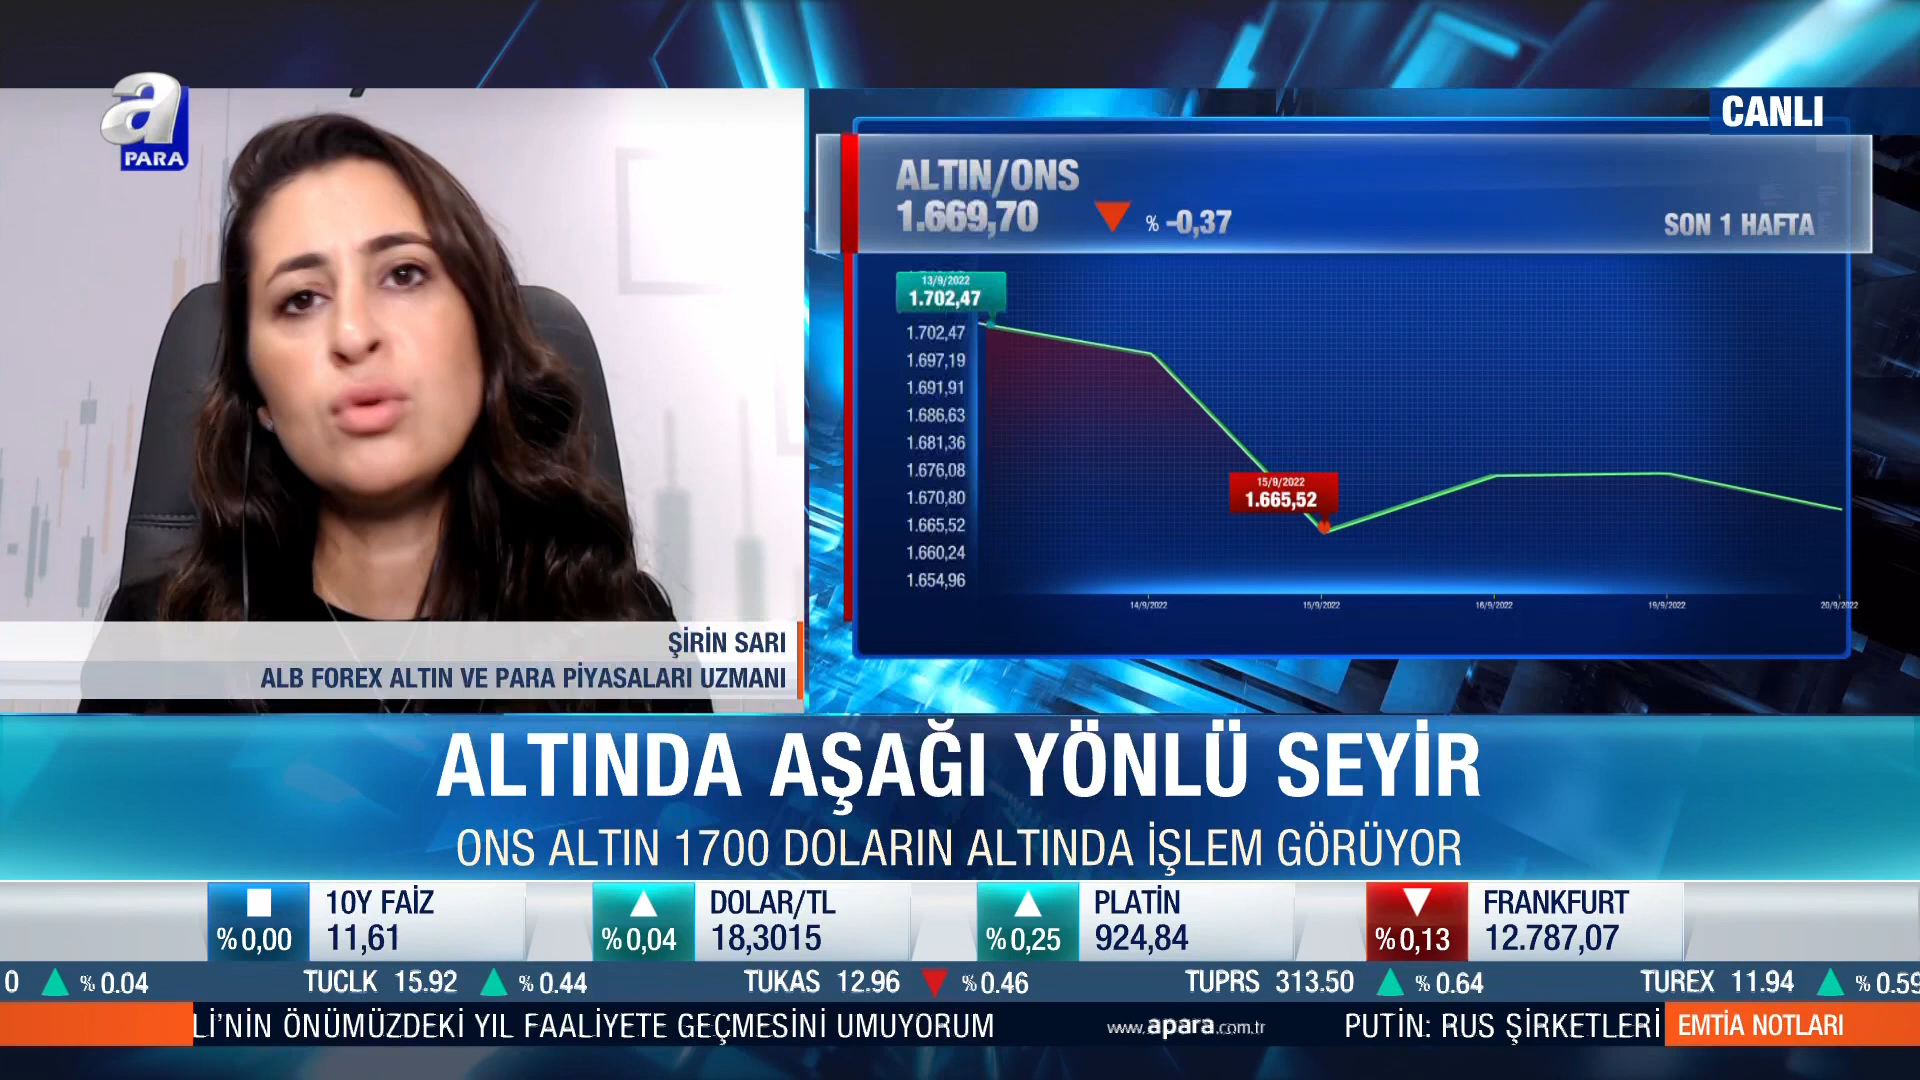 a
PARA
CANLI
ALTIN/ONS
1.669,70
% -0,37
SON 1 HAFTA
13/9/2022
1.702,47
1.702,47
1.697,19
1.691,91
1.686,63
1.681,36
1.676,08
1.670,80
1.665,52
1.660,24
1.654,96
15/9/2022
1.665,52
14/9/2022 15/9/2022 16/9/2022 19/9/2022 20/9/2022
ŞİRİN SARI
ALB FOREX ALTIN VE PARA PİYASALARI UZMANI
ALTINDA AŞAĞI YÖNLÜ SEYİR
ONS ALTIN 1700 DOLARIN ALTINDA İŞLEM GÖRÜYOR
%0,00 10Y FAİZ 11,61
%0,04 DOLAR/TL 18,3015
%0,25 PLATİN 924,84
%0,13 FRANKFURT 12.787,07
0 % 0.04 TUCLK 15.92 % 0.44 TUKAS 12.96 % 0.46 TUPRS 313.50 % 0.64 TUREX 11.94 % 0.59
Lİ'NİN ÖNÜMÜZDEKİ YIL FAALİYETE GEÇMESİNİ UMUYORUM www.apara.com.tr PUTİN: RUS ŞİRKETLERİ EMTİA NOTLARI